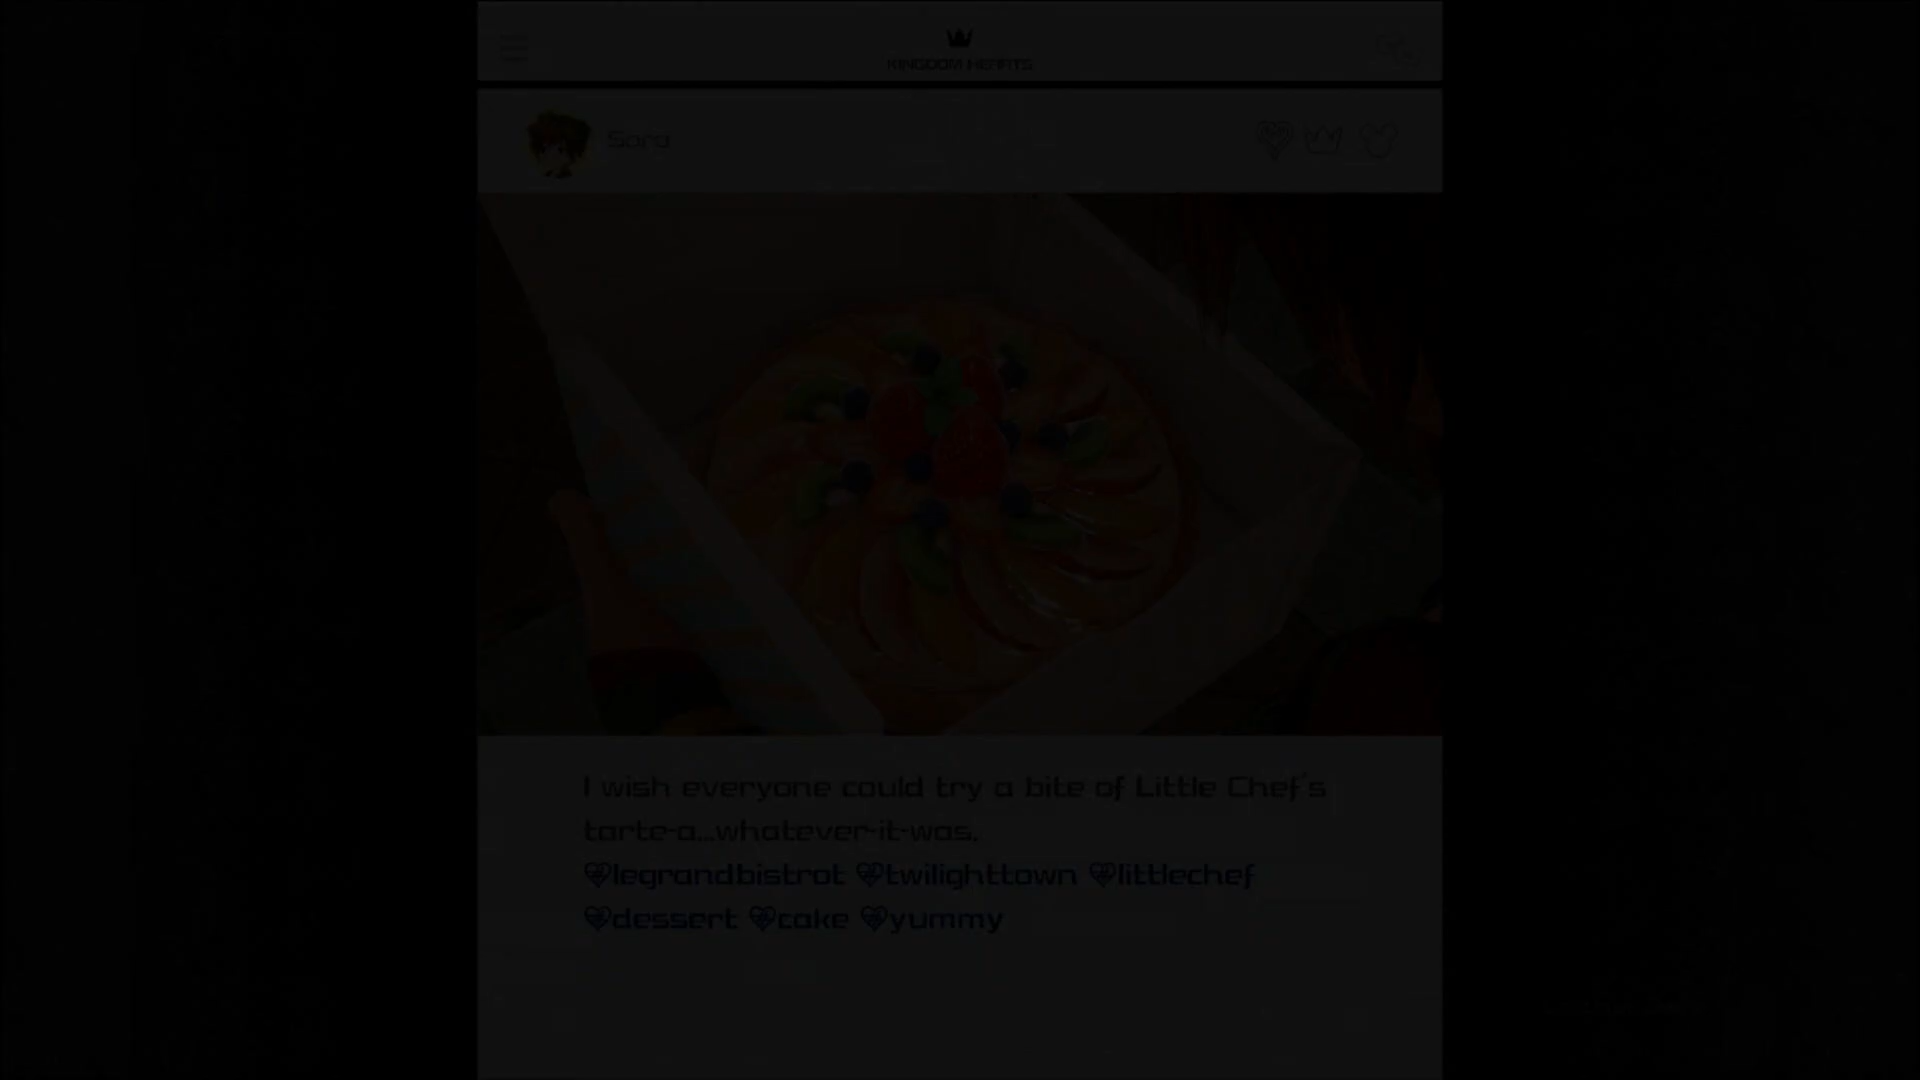 KINGDOM HEARTS
Sora
I wish everyone could try a bite of Little Chef's
tarte-a...whatever-it-was.
legrandbistrot twilighttown littlechef
dessert cake yummy